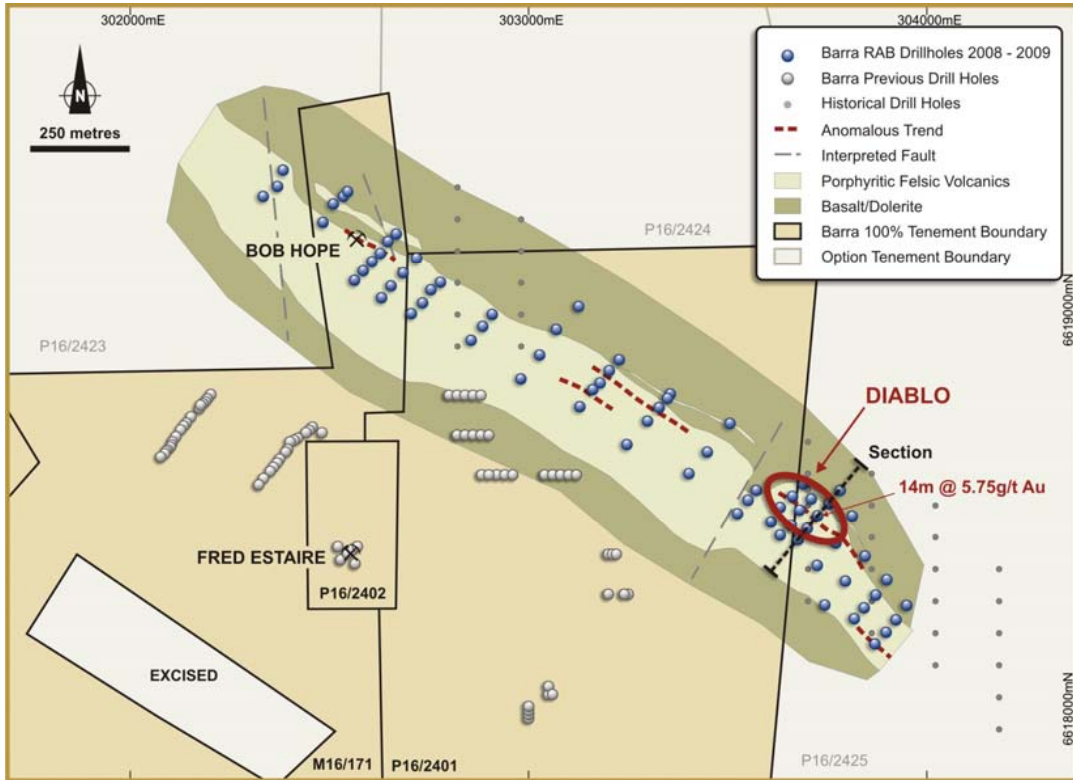 302000mE
303000mE
304000mE
N
250 metres
Barra RAB Drillholes 2008 - 2009
Barra Previous Drill Holes
Historical Drill Holes
Anomalous Trend
Interpreted Fault
Porphyritic Felsic Volcanics
Basalt/Dolerite
Barra 100% Tenement Boundary
Option Tenement Boundary
P16/2424
BOB HOPE
6619000mN
P16/2423
DIABLO
Section
14m @ 5.75g/t Au
FRED ESTAIRE
P16/2402
EXCISED
6618000mN
M16/171
P16/2401
P16/2425